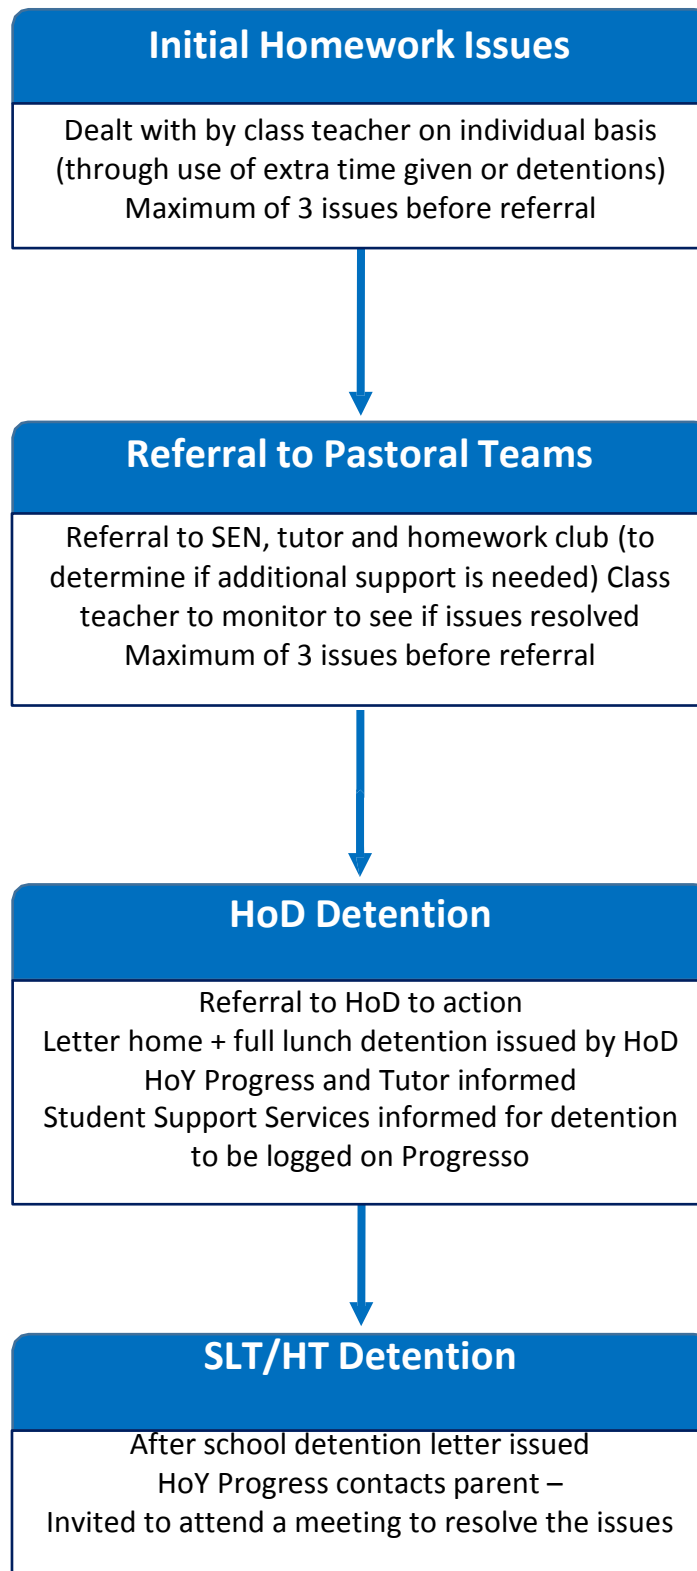 Initial Homework Issues
Dealt with by class teacher on individual basis
(through use of extra time given or detentions)
Maximum of 3 issues before referral
Referral to Pastoral Teams
Referral to SEN, tutor and homework club (to
determine if additional support is needed) Class
teacher to monitor to see if issues resolved
Maximum of 3 issues before referral
HoD Detention
Referral to HoD to action
Letter home + full lunch detention issued by HoD
HoY Progress and Tutor informed
Student Support Services informed for detention
to be logged on Progresso
SLT/HT Detention
After school detention letter issued
HoY Progress contacts parent –
Invited to attend a meeting to resolve the issues